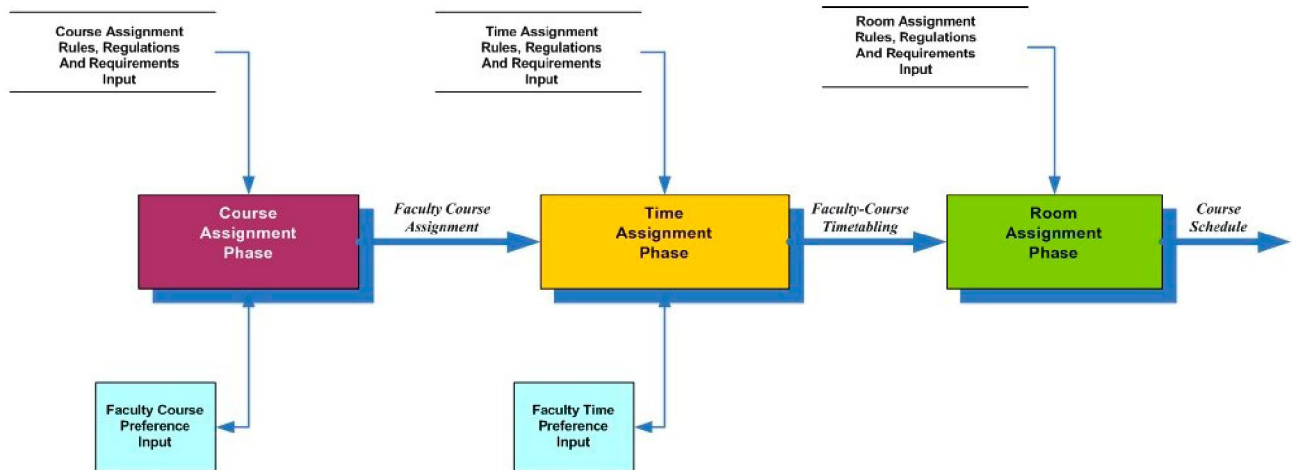 Course Assignment
Rules, Regulations
And Requirements
Input
Time Assignment
Rules, Regulations
And Requirements
Input
Room Assignment
Rules, Regulations
And Requirements
Input
Course
Assignment
Phase
Faculty Course
Assignment
Time
Assignment
Phase
Faculty-Course
Timetabling
Room
Assignment
Phase
Course
Schedule
Faculty Course
Preference
Input
Faculty Time
Preference
Input